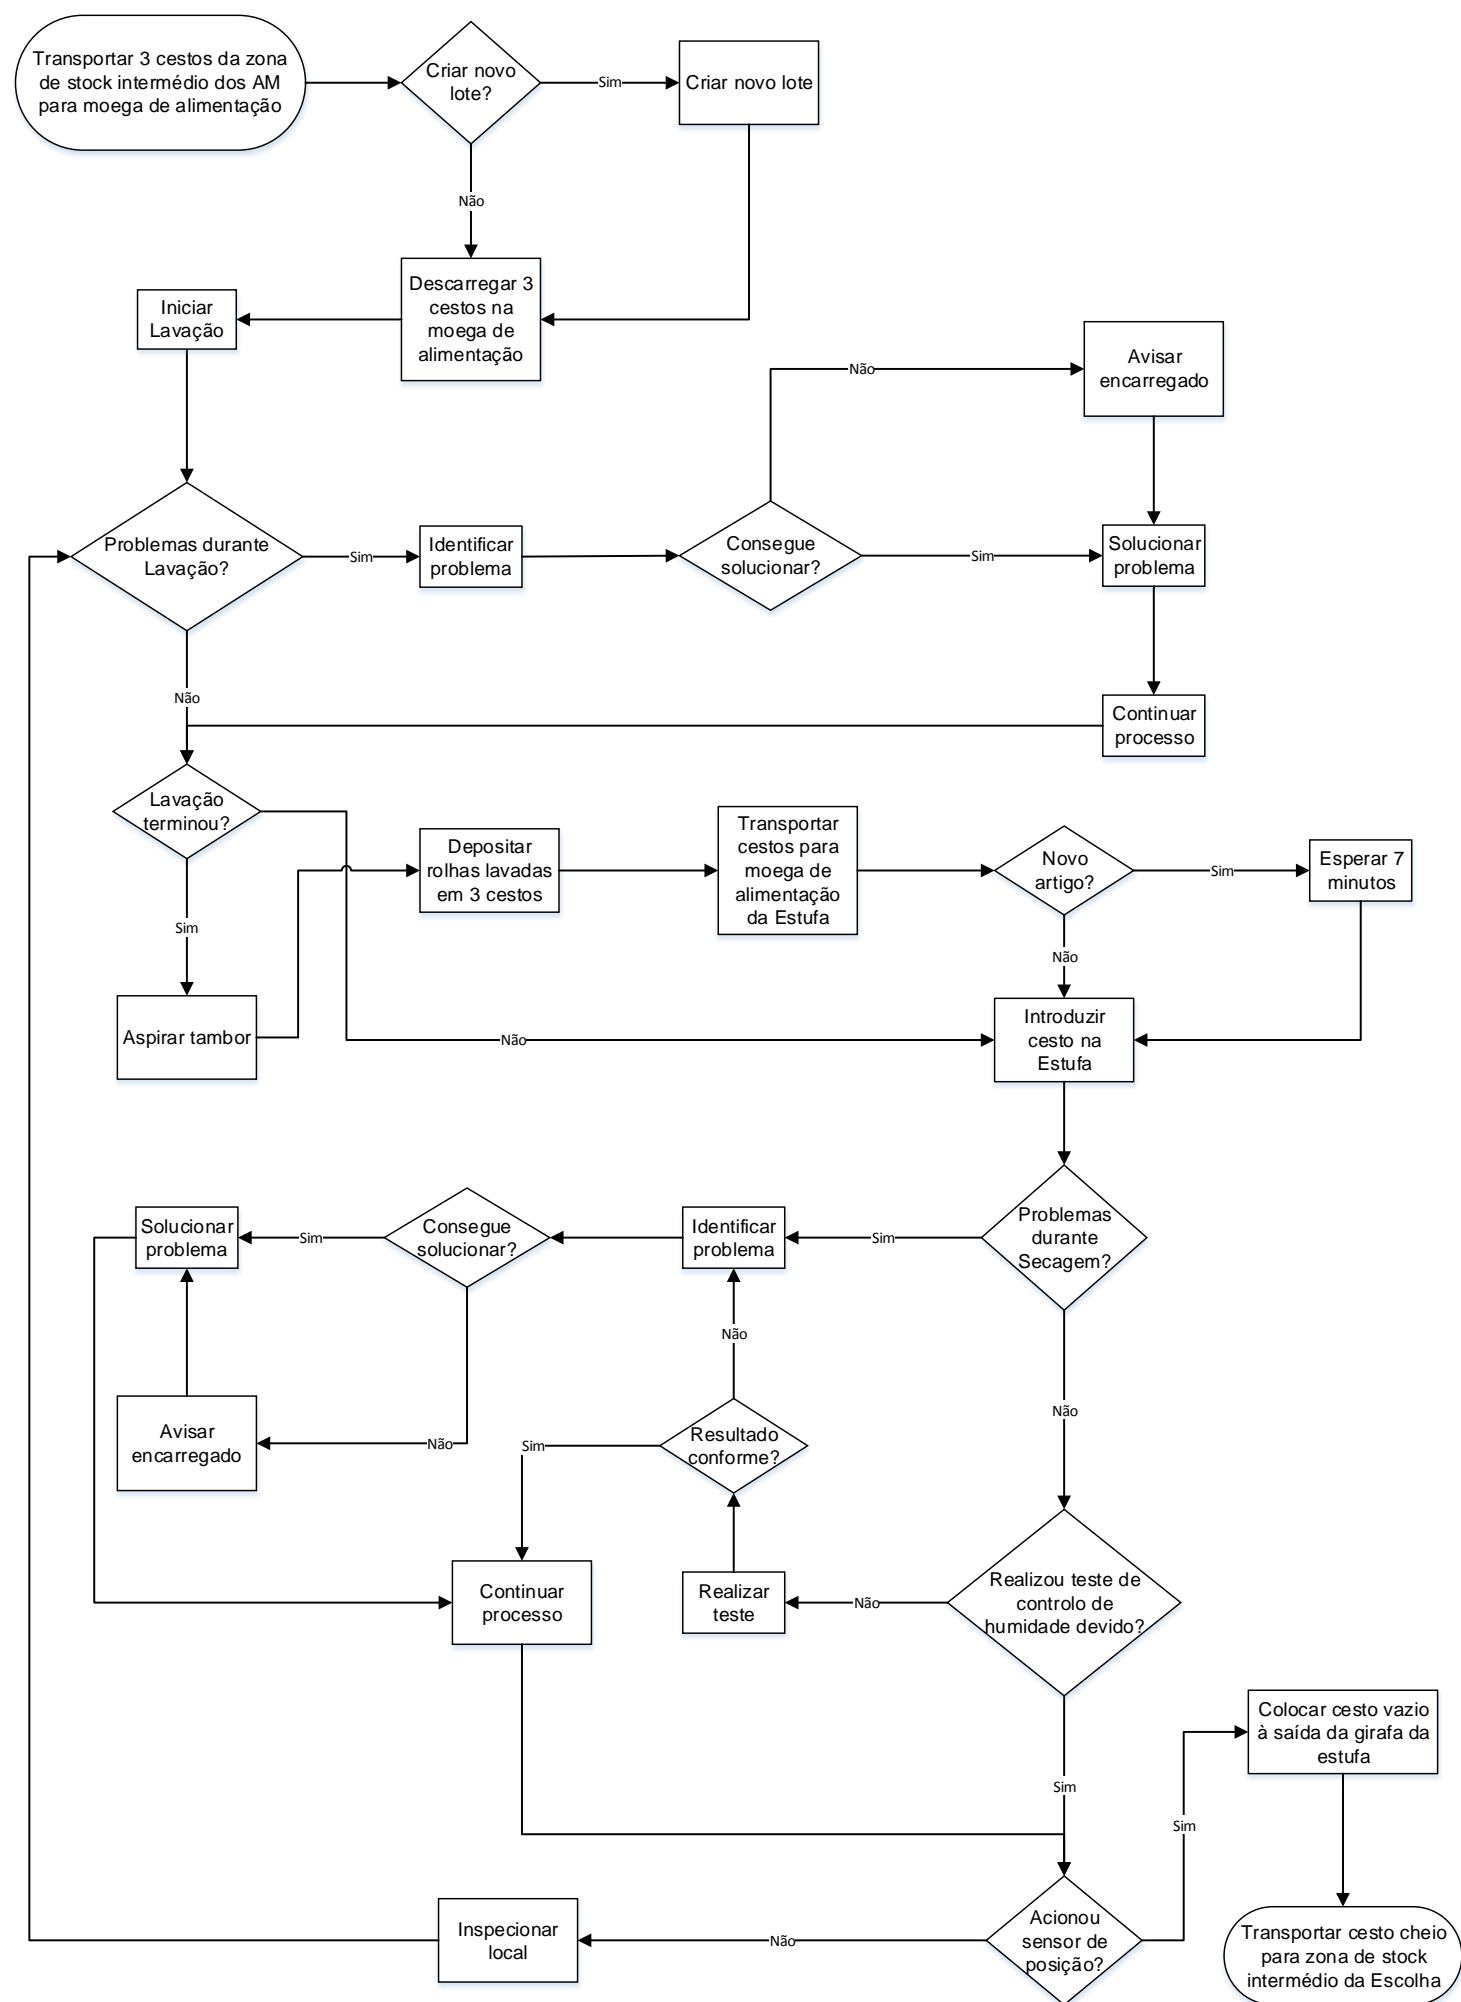 Transportar 3 cestos da zona
de stock intermédio dos AM
para moega de alimentação
Criar novo
lote?
Sim
Criar novo lote
Não
Descarregar 3
cestos na
moega de
alimentação
Iniciar
Lavação
Não
Avisar
encarregado
Problemas durante
Lavação?
Sim
Identificar
problema
Consegue
solucionar?
Sim
Solucionar
problema
Não
Continuar
processo
Lavação
terminou?
Depositar
rolhas lavadas
em 3 cestos
Transportar
cestos para
moega de
alimentação
da Estufa
Novo
artigo?
Sim
Esperar 7
minutos
Sim
Não
Aspirar tambor
Não
Introduzir
cesto na
Estufa
Solucionar
problema
Sim
Consegue
solucionar?
Identificar
problema
Sim
Problemas
durante
Secagem?
Não
Não
Avisar
encarregado
Não
Sim
Resultado
conforme?
Continuar
processo
Realizar
teste
Não
Realizou teste de
controlo de
humidade devido?
Sim
Colocar cesto vazio
à saída da girafa da
estufa
Sim
Inspecionar
local
Não
Acionou
sensor de
posição?
Transportar cesto cheio
para zona de stock
intermédio da Escolha